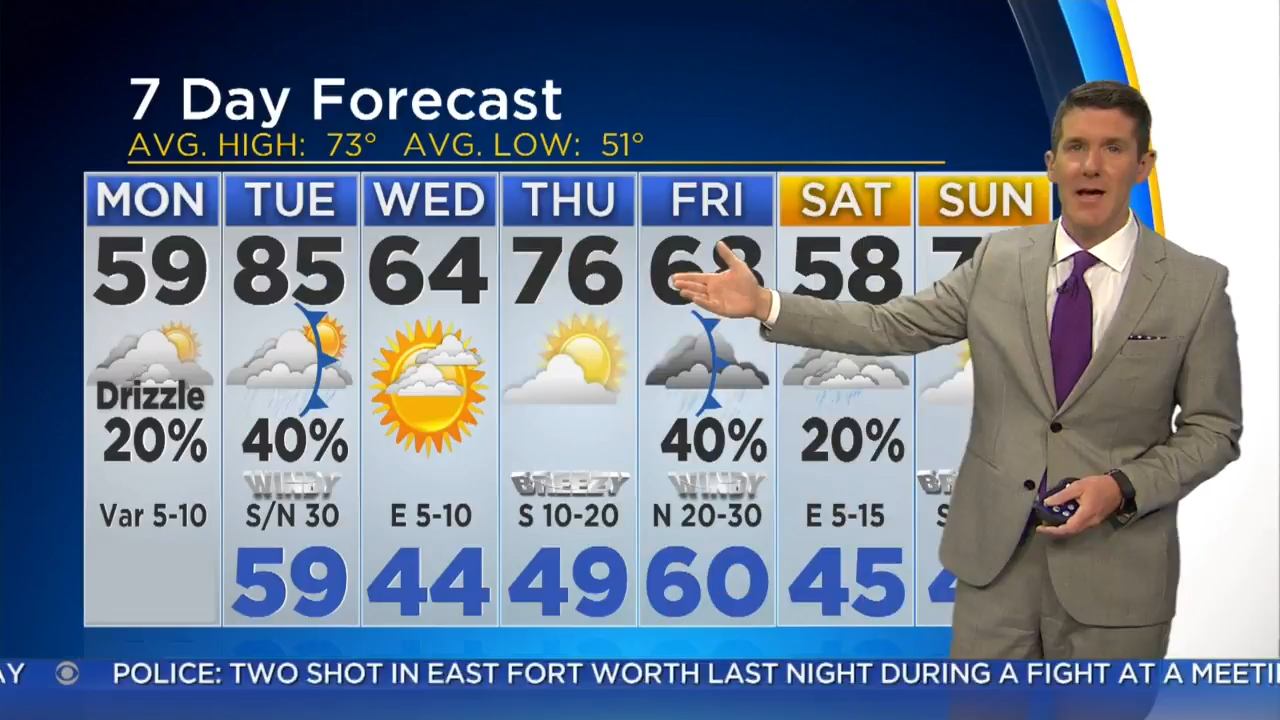 7 Day Forecast
AVG. HIGH: 73° AVG. LOW: 51°
MON TUE WED THU FRI SAT SUN
59 85 64 76 68 58
Drizzle
20% 40% 40% 20%
WINDY BREEZY WINDY
Var 5-10 S/N 30 E 5-10 S 10-20 N 20-30 E 5-15
59 44 49 60 45
POLICE: TWO SHOT IN EAST FORT WORTH LAST NIGHT DURING A FIGHT AT A